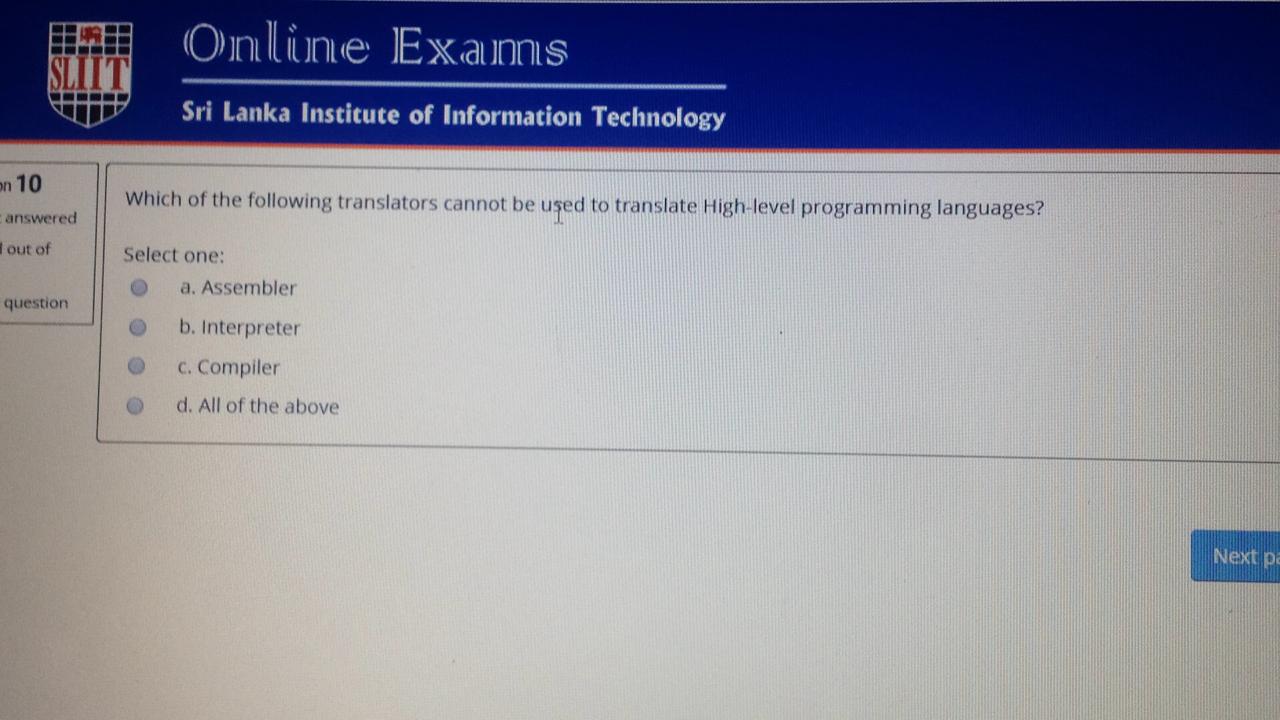 SLIIT
Online Exams
Sri Lanka Institute of Information Technology
on 10
answered
out of
question
Which of the following translators cannot be used to translate High-level programming languages?
Select one:
a. Assembler
b. Interpreter
c. Compiler
d. All of the above
Next pa